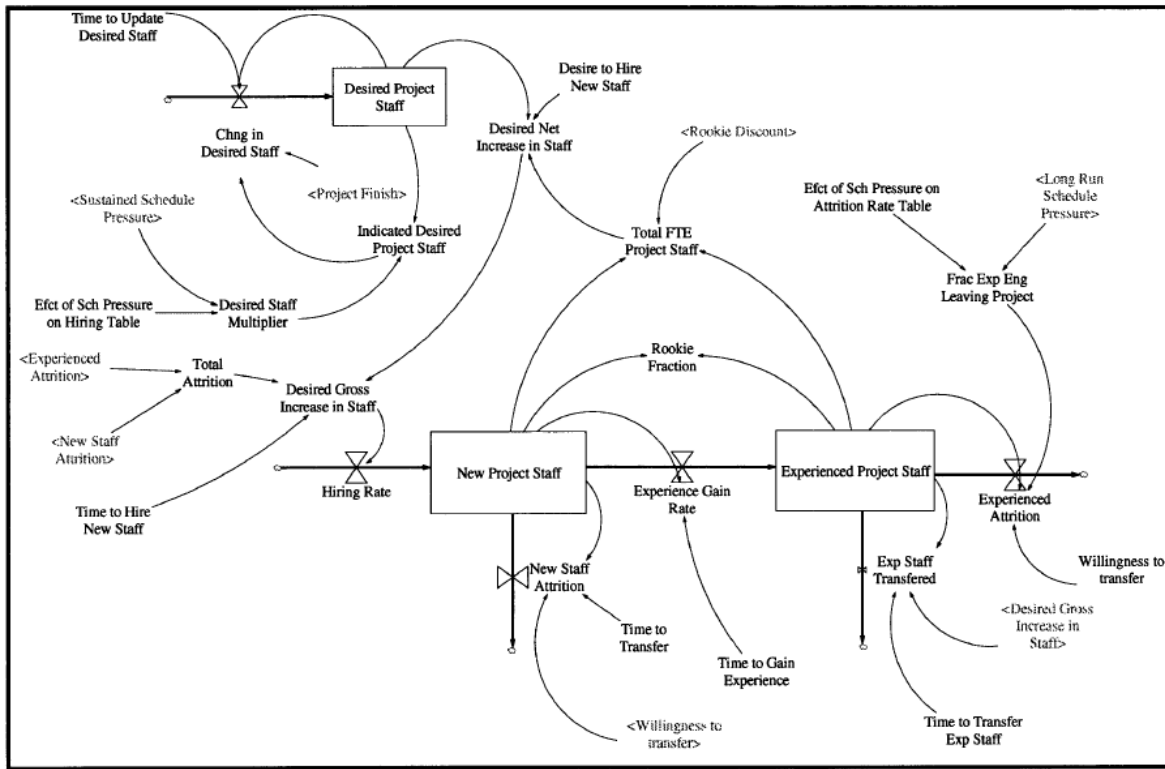 Time to Update
Desired Staff
Desired Project
Staff
Desire to Hire
New Staff
Chng in
Desired Staff
Desired Net
Increase in Staff
<Rookie Discount>
<Project Finish>
<Sustained Schedule
Pressure>
Efct of Sch Pressure on
Attrition Rate Table
<Long Run
Schedule
Pressure>
Indicated Desired
Project Staff
Total FTE
Project Staff
Frac Exp Eng
Leaving Project
Efct of Sch Pressure
on Hiring Table
Desired Staff
Multiplier
<Experienced
Attrition>
Total
Attrition
Desired Gross
Increase in Staff
Rookie
Fraction
<New Staff
Attrition>
New Project Staff
Experienced Project Staff
Hiring Rate
Experience Gain
Rate
Experienced
Attrition
Time to Hire
New Staff
New Staff
Attrition
Exp Staff
Transfered
Willingness to
transfer
Time to
Transfer
<Desired Gross
Increase in
Staff>
Time to Gain
Experience
<Willingness to
transfer>
Time to Transfer
Exp Staff